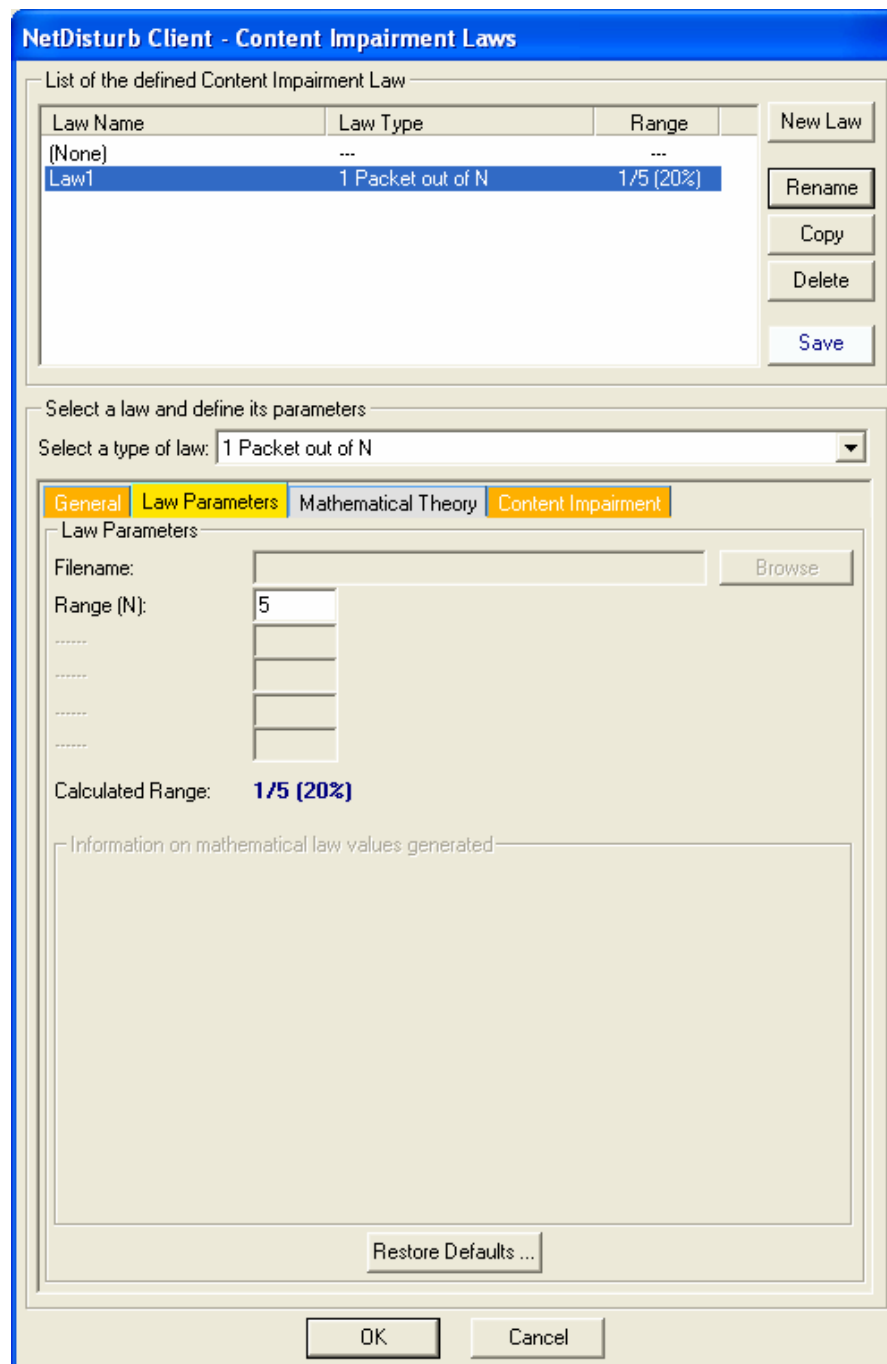 NetDisturb Client - Content Impairment Laws
List of the defined Content Impairment Law
Law Name Law Type Range
(None) --- ---
Law1 1 Packet out of N 1/5 (20%)
New Law
Rename
Copy
Delete
Save
Select a law and define its parameters
Select a type of law: 1 Packet out of N
General Law Parameters Mathematical Theory Content Impairment
Law Parameters
Filename: Browse
Range (N): 5
------
------
------
------
Calculated Range: 1/5 (20%)
Information on mathematical law values generated
Restore Defaults ...
OK Cancel